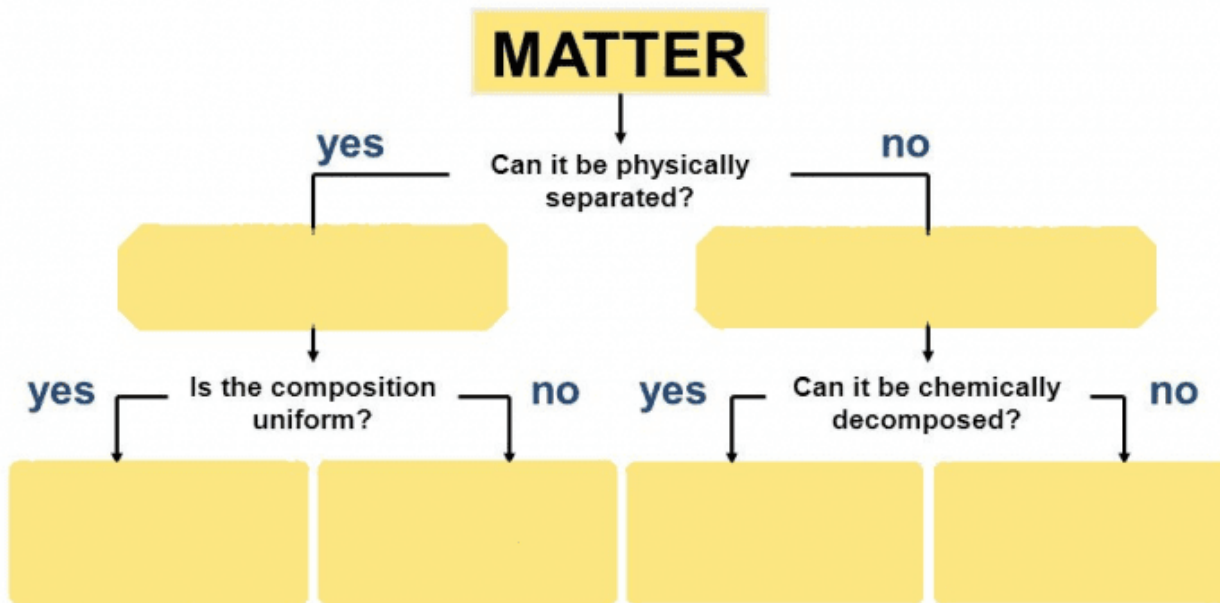 MATTER
yes
no
Can it be physically
separated?
yes
Is the composition
uniform?
no
yes
Can it be chemically
decomposed?
no